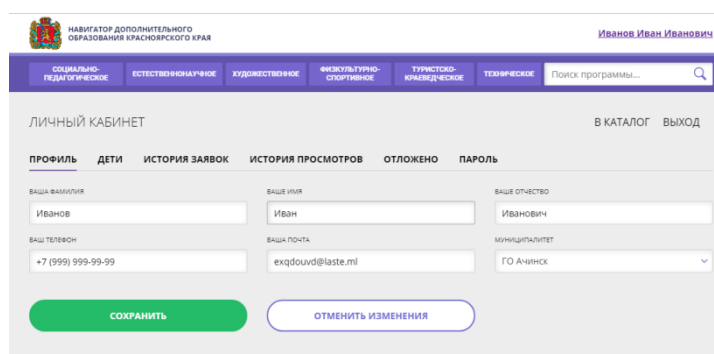 НАВИГАТОР ДОПОЛНИТЕЛЬНОГО
ОБРАЗОВАНИЯ КРАСНОЯРСКОГО КРАЯ
Иванов Иван Иванович
СОЦИАЛЬНО-
ПЕДАГОГИЧЕСКОЕ
ЕСТЕСТВЕННОНАУЧНОЕ
ХУДОЖЕСТВЕННОЕ
ФИЗКУЛЬТУРНО-
СПОРТИВНОЕ
ТУРИСТСКО-
КРАЕВЕДЧЕСКОЕ
ТЕХНИЧЕСКОЕ
Поиск программы...
ЛИЧНЫЙ КАБИНЕТ
В КАТАЛОГ ВЫХОД
ПРОФИЛЬ ДЕТИ ИСТОРИЯ ЗАЯВОК ИСТОРИЯ ПРОСМОТРОВ ОТЛОЖЕНО ПАРОЛЬ
ВАША ФАМИЛИЯ ВАШЕ ИМЯ ВАШЕ ОТЧЕСТВО
Иванов Иван Иванович
ВАШ ТЕЛЕФОН ВАША ПОЧТА МУНИЦИПАЛИТЕТ
+7 (999) 999-99-99 exqdouvd@laste.ml ГО Ачинск
СОХРАНИТЬ ОТМЕНИТЬ ИЗМЕНЕНИЯ